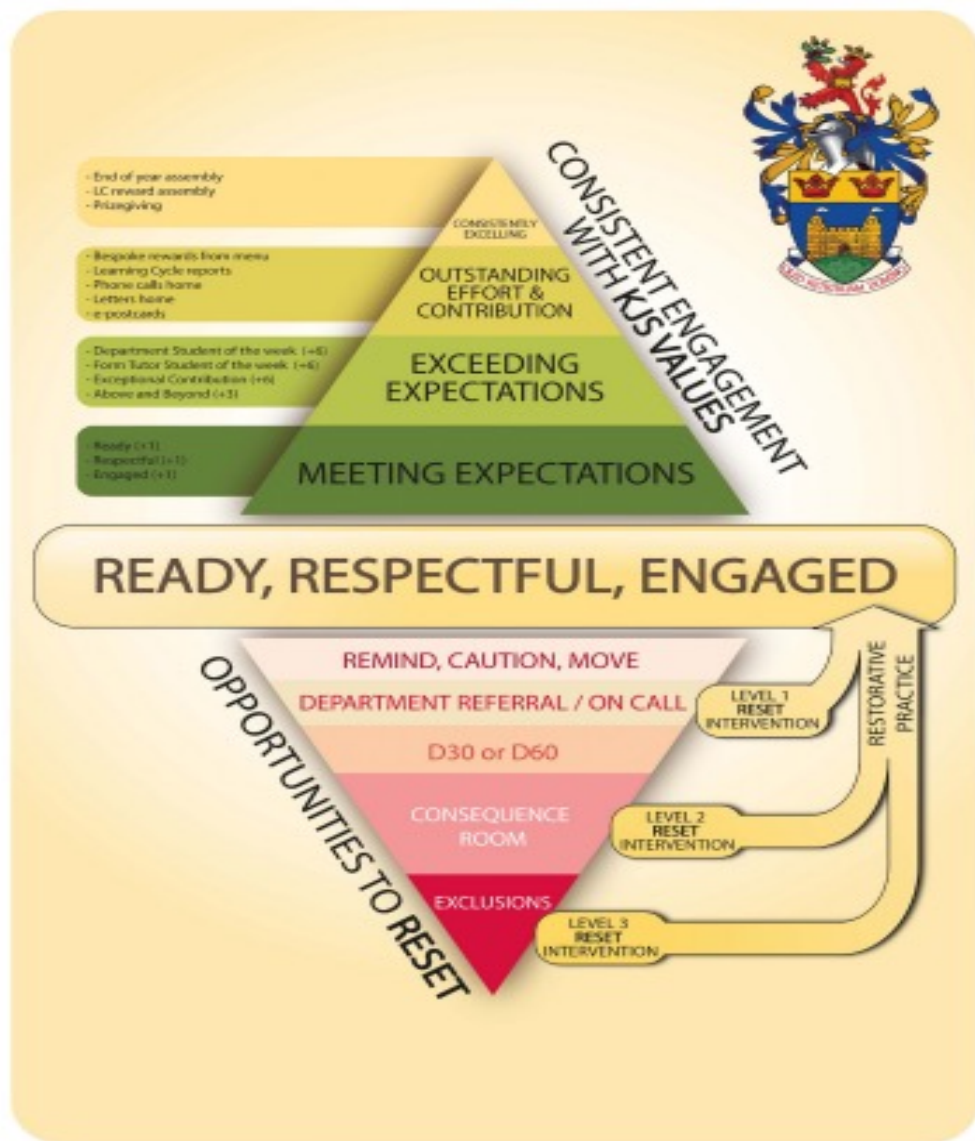 - End of year assembly
- LC reward assembly
- Prizegiving
CONSISTENTLY
EXCELLING
- Bespoke rewards from menu
- Learning Cycle reports
- Phone calls home
- Letters home
- e-postcards
OUTSTANDING
EFFORT &
CONTRIBUTION
- Department Student of the week (+6)
- Form Tutor Student of the week (+6)
- Exceptional Contribution (+6)
- Above and Beyond (+3)
EXCEEDING
EXPECTATIONS
- Ready (+1)
- Respectful (+1)
- Engaged (+1)
MEETING EXPECTATIONS
CONSISTENT ENGAGEMENT
WITH KJS VALUES
READY, RESPECTFUL, ENGAGED
OPPORTUNITIES TO RESET
REMIND, CAUTION, MOVE
DEPARTMENT REFERRAL / ON CALL
D30 or D60
CONSEQUENCE
ROOM
EXCLUSIONS
LEVEL 1
RESET
INTERVENTION
LEVEL 2
RESET
INTERVENTION
LEVEL 3
RESET
INTERVENTION
RESTORATIVE
PRACTICE